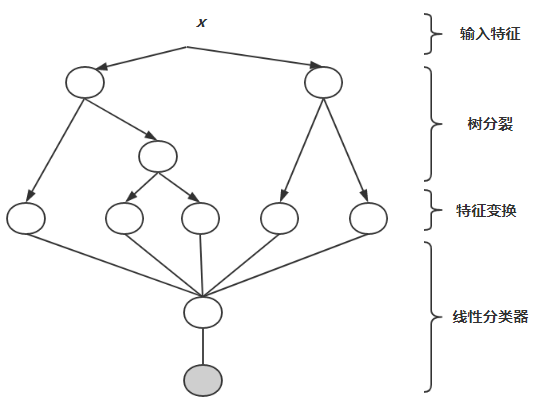 x
输入特征
树分裂
特征变换
线性分类器